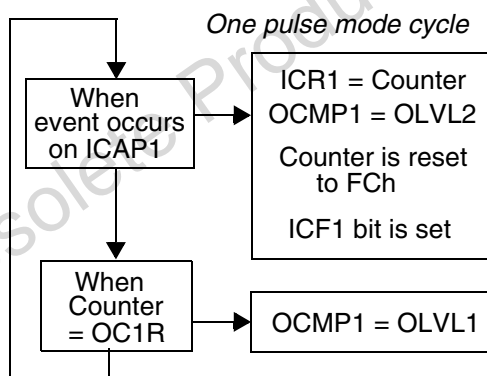 One pulse mode cycle
When
event occurs
on ICAP1
ICR1 = Counter
OCMP1 = OLVL2
Counter is reset
to FCh
ICF1 bit is set
When
Counter
= OC1R
OCMP1 = OLVL1